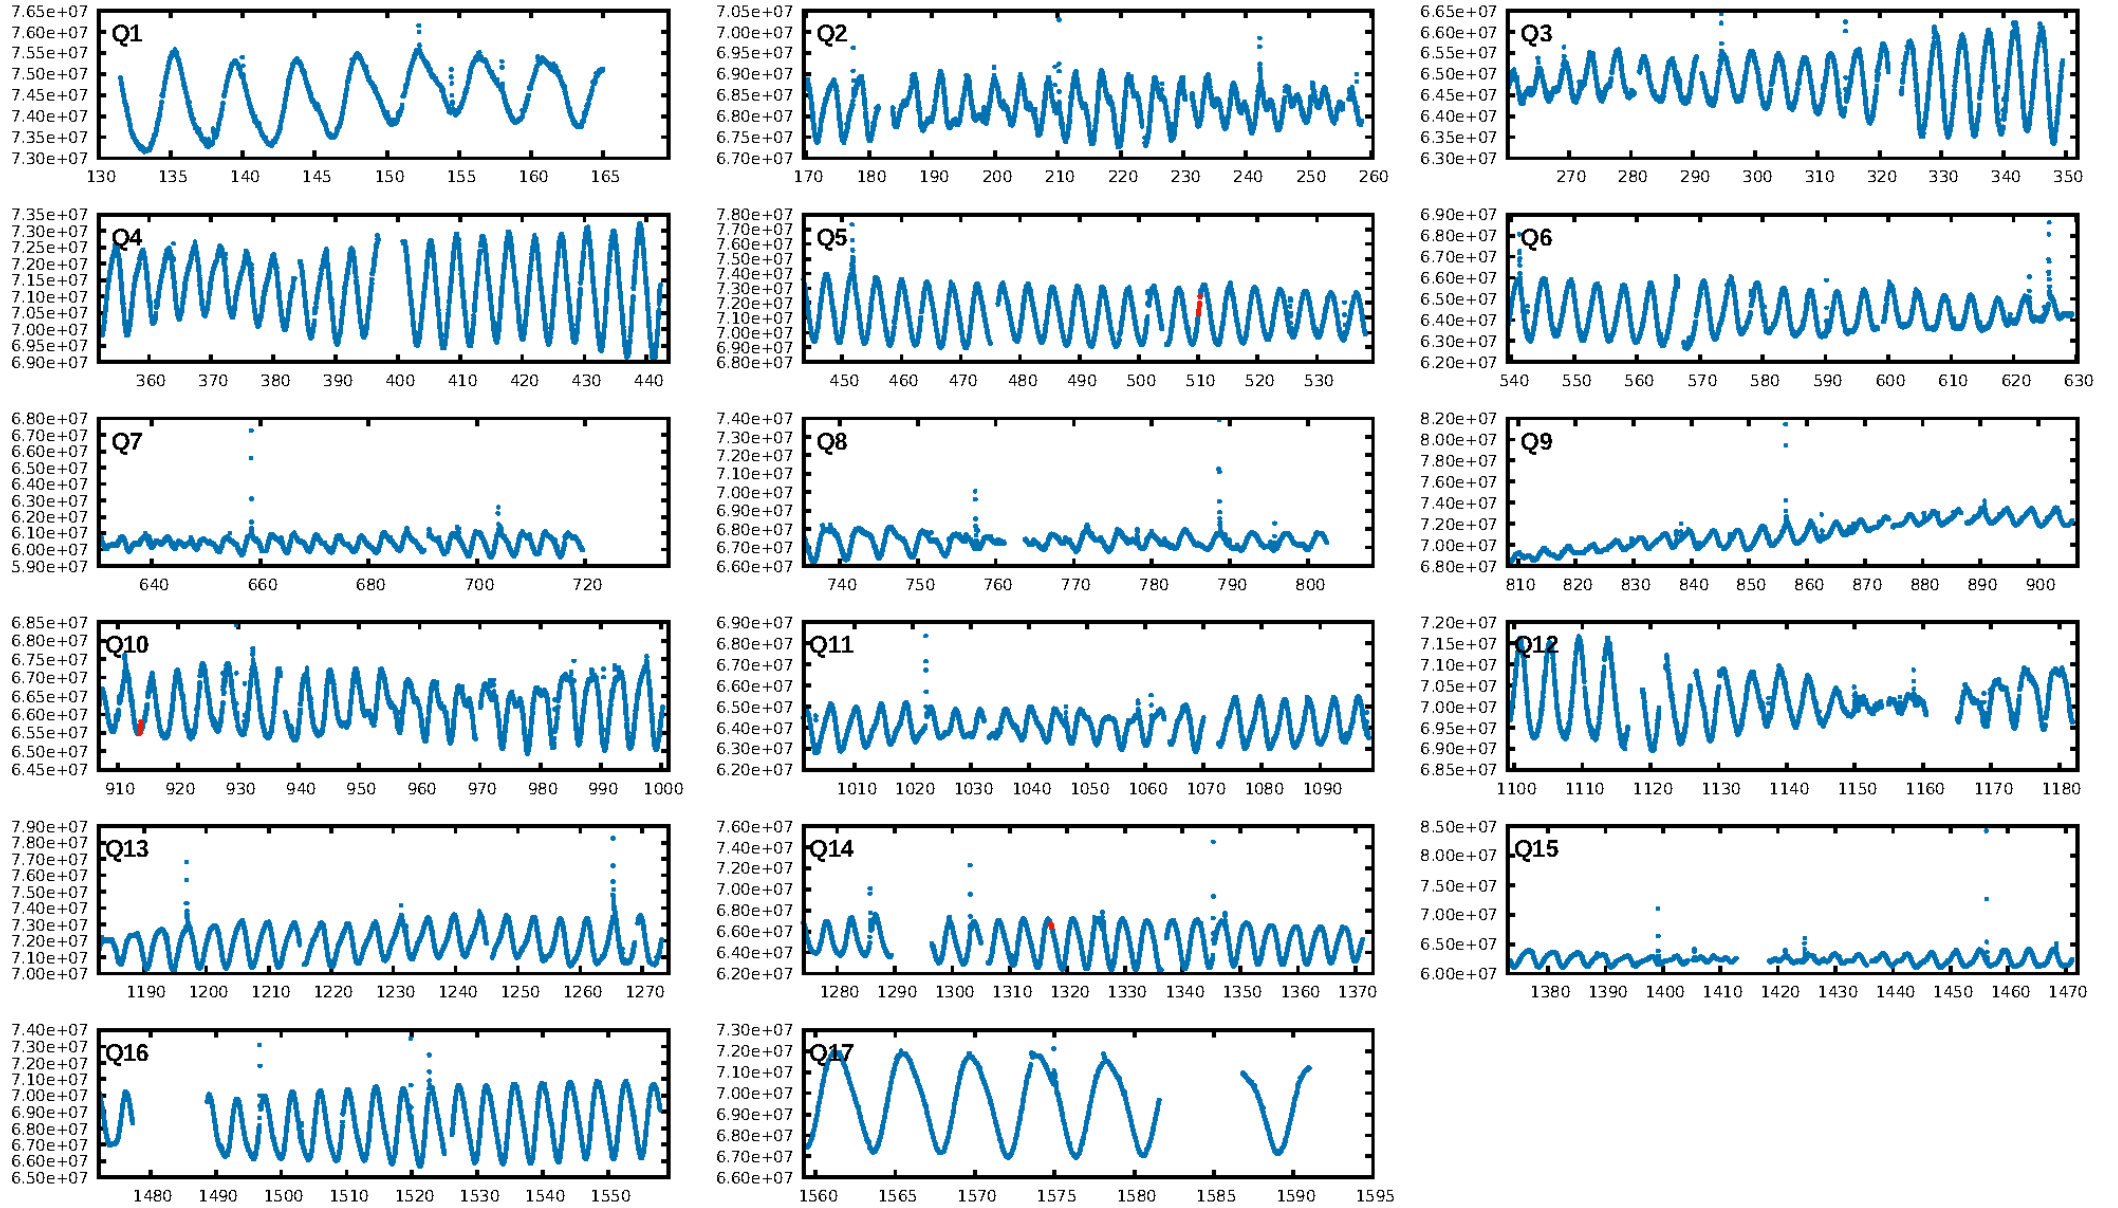 7.65e+07 7.60e+07 7.55e+07 7.50e+07 7.45e+07 7.40e+07 7.35e+07 7.30e+07
Q1
130 135 140 145 150 155 160 165
7.05e+07 7.00e+07 6.95e+07 6.90e+07 6.85e+07 6.80e+07 6.75e+07 6.70e+07
Q2
170 180 190 200 210 220 230 240 250 260
6.65e+07 6.60e+07 6.55e+07 6.50e+07 6.45e+07 6.40e+07 6.35e+07 6.30e+07
Q3
270 280 290 300 310 320 330 340 350
7.35e+07 7.30e+07 7.25e+07 7.20e+07 7.15e+07 7.10e+07 7.05e+07 7.00e+07 6.95e+07 6.90e+07
Q4
360 370 380 390 400 410 420 430 440
7.80e+07 7.70e+07 7.60e+07 7.50e+07 7.40e+07 7.30e+07 7.20e+07 7.10e+07 7.00e+07 6.90e+07 6.80e+07
Q5
450 460 470 480 490 500 510 520 530
6.90e+07 6.80e+07 6.70e+07 6.60e+07 6.50e+07 6.40e+07 6.30e+07 6.20e+07
Q6
540 550 560 570 580 590 600 610 620 630
6.80e+07 6.70e+07 6.60e+07 6.50e+07 6.40e+07 6.30e+07 6.20e+07 6.10e+07 6.00e+07 5.90e+07
Q7
640 660 680 700 720
7.40e+07 7.30e+07 7.20e+07 7.10e+07 7.00e+07 6.90e+07 6.80e+07 6.70e+07 6.60e+07
Q8
740 750 760 770 780 790 800
8.20e+07 8.00e+07 7.80e+07 7.60e+07 7.40e+07 7.20e+07 7.00e+07 6.80e+07
Q9
810 820 830 840 850 860 870 880 890 900
6.85e+07 6.80e+07 6.75e+07 6.70e+07 6.65e+07 6.60e+07 6.55e+07 6.50e+07 6.45e+07
Q10
910 920 930 940 950 960 970 980 990 1000
6.90e+07 6.80e+07 6.70e+07 6.60e+07 6.50e+07 6.40e+07 6.30e+07 6.20e+07
Q11
1010 1020 1030 1040 1050 1060 1070 1080 1090
7.20e+07 7.15e+07 7.10e+07 7.05e+07 7.00e+07 6.95e+07 6.90e+07 6.85e+07
Q12
1100 1110 1120 1130 1140 1150 1160 1170 1180
7.90e+07 7.80e+07 7.70e+07 7.60e+07 7.50e+07 7.40e+07 7.30e+07 7.20e+07 7.10e+07 7.00e+07
Q13
1190 1200 1210 1220 1230 1240 1250 1260 1270
7.60e+07 7.40e+07 7.20e+07 7.00e+07 6.80e+07 6.60e+07 6.40e+07 6.20e+07
Q14
1280 1290 1300 1310 1320 1330 1340 1350 1360 1370
8.50e+07 8.00e+07 7.50e+07 7.00e+07 6.50e+07 6.00e+07
Q15
1380 1390 1400 1410 1420 1430 1440 1450 1460 1470
7.40e+07 7.30e+07 7.20e+07 7.10e+07 7.00e+07 6.90e+07 6.80e+07 6.70e+07 6.60e+07 6.50e+07
Q16
1480 1490 1500 1510 1520 1530 1540 1550
7.30e+07 7.20e+07 7.10e+07 7.00e+07 6.90e+07 6.80e+07 6.70e+07 6.60e+07
Q17
1560 1565 1570 1575 1580 1585 1590 1595